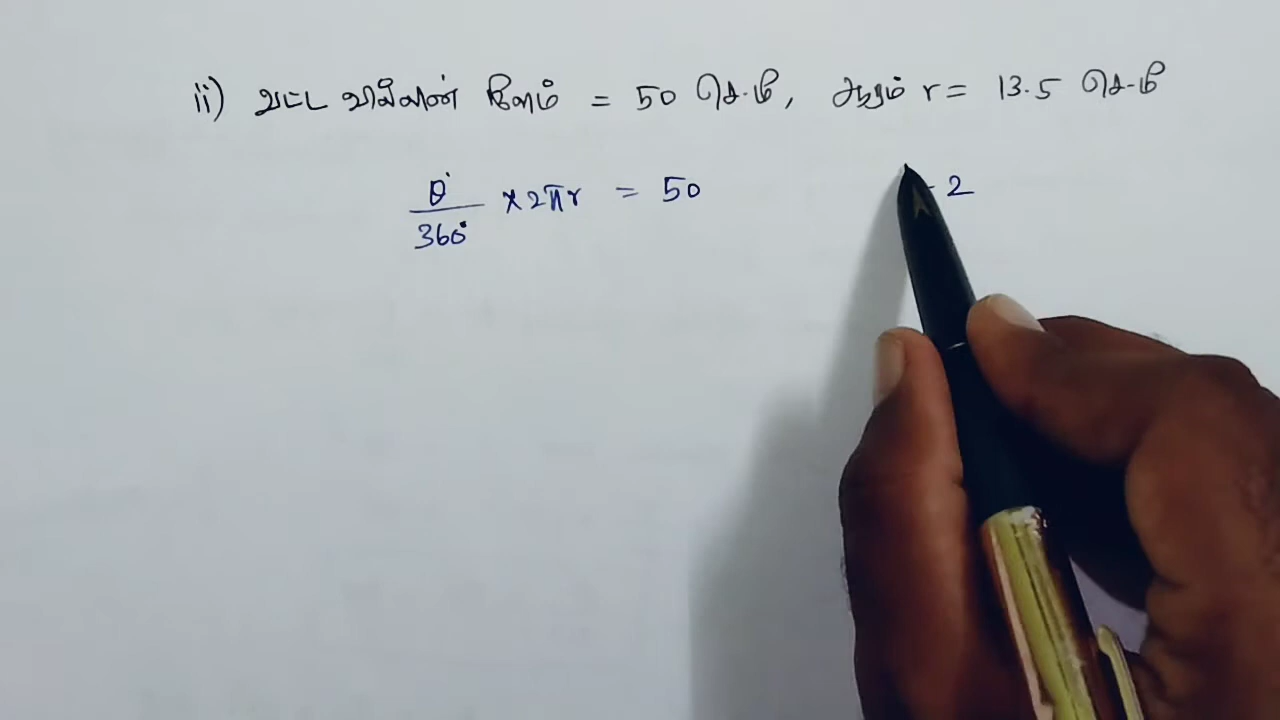 ii) வட்ட வில்லின் நீளம் = 50 செ.மீ, ஆரம் r = 13.5 செ.மீ
θ°/360° × 2πr = 50 - 2